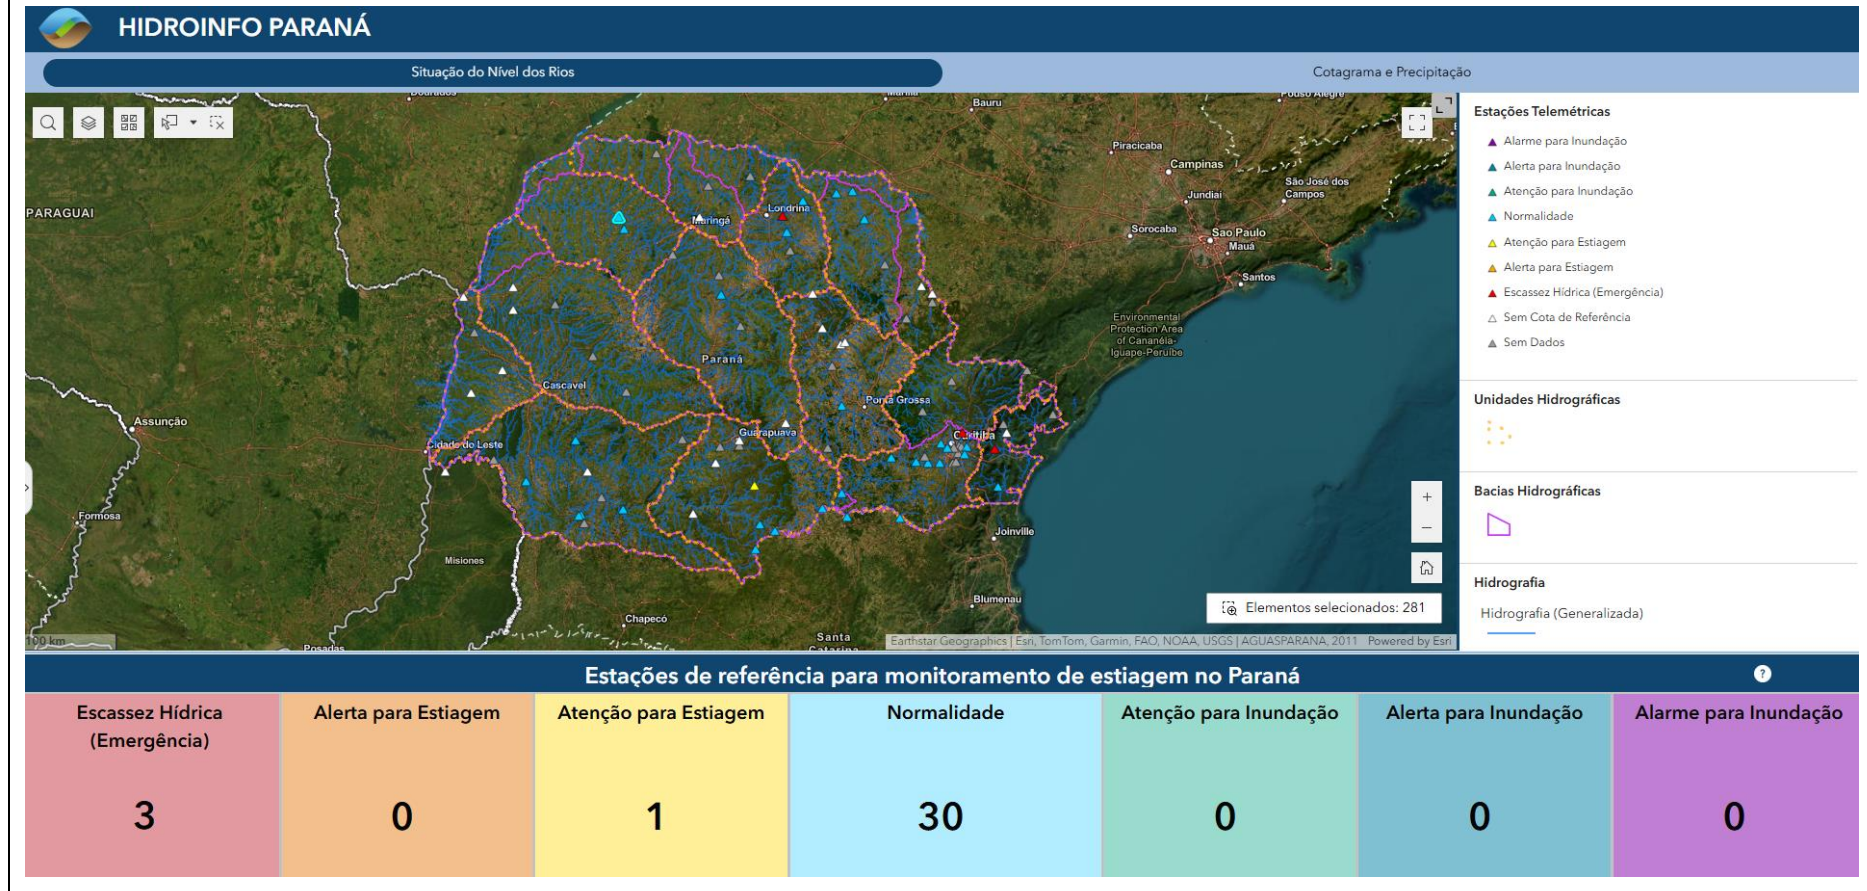 HIDROINFO PARANÁ
Situação do Nível dos Rios
Cotagrama e Precipitação
Dourados
Marília
Bauru
Pouso Alegre
Piracicaba
Campinas
São José dos
Campos
Jundiaí
PARAGUAI
Sorocaba
Sao Paulo
Mauá
Santos
Londrina
Maringá
Environmental
Protection Area
of Cananéia-
Iguape-Peruíbe
Paraná
Cascavel
Ponta Grossa
Assunção
Guarapuava
Curitiba
Cidade do Leste
Formosa
Joinville
Misiones
Blumenau
Chapecó
Santa
Catarina
Posadas
100 km
+
−
Elementos selecionados: 281
Earthstar Geographics | Esri, TomTom, Garmin, FAO, NOAA, USGS | AGUASPARANA, 2011 Powered by Esri
Estações Telemétricas
Alarme para Inundação
Alerta para Inundação
Atenção para Inundação
Normalidade
Atenção para Estiagem
Alerta para Estiagem
Escassez Hídrica (Emergência)
Sem Cota de Referência
Sem Dados
Unidades Hidrográficas
Bacias Hidrográficas
Hidrografia
Hidrografia (Generalizada)
Estações de referência para monitoramento de estiagem no Paraná
?
Escassez Hídrica
(Emergência)
3
Alerta para Estiagem
0
Atenção para Estiagem
1
Normalidade
30
Atenção para Inundação
0
Alerta para Inundação
0
Alarme para Inundação
0